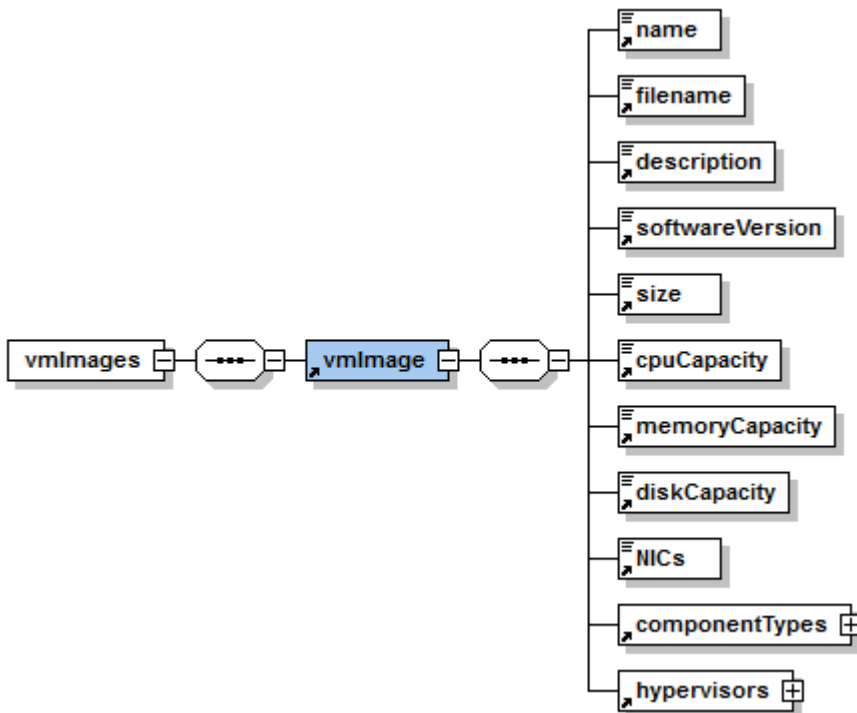 name
filename
description
softwareVersion
size
vmImages
vmImage
cpuCapacity
memoryCapacity
diskCapacity
NICs
componentTypes
hypervisors